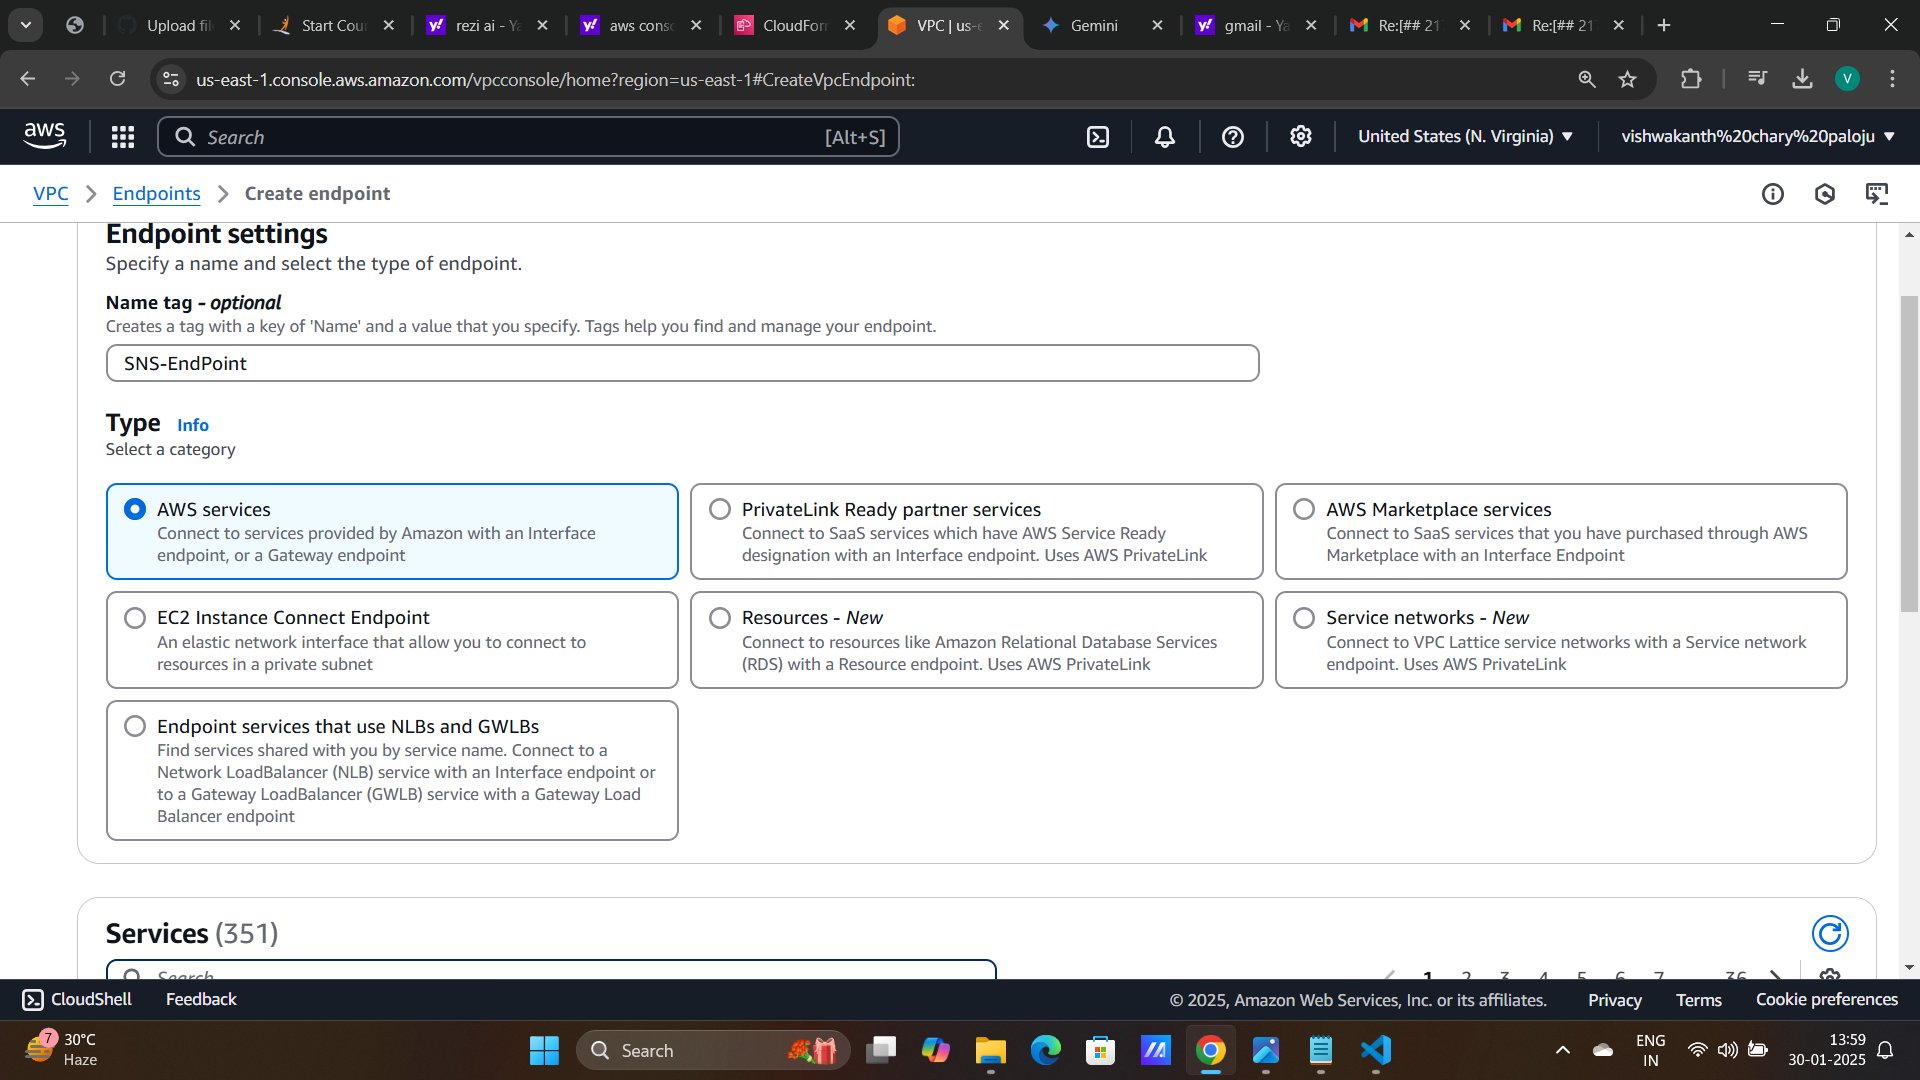 Upload fil
Start Cour
rezi ai - Ya
aws conso
CloudForm
VPC | us-e
Gemini
gmail - Ya
Re:[## 217
Re:[## 217
us-east-1.console.aws.amazon.com/vpcconsole/home?region=us-east-1#CreateVpcEndpoint:
V
aws
Search
[Alt+S]
United States (N. Virginia)
vishwakanth%20chary%20paloju
VPC
Endpoints
Create endpoint
Endpoint settings
Specify a name and select the type of endpoint.
Name tag - optional
Creates a tag with a key of 'Name' and a value that you specify. Tags help you find and manage your endpoint.
SNS-EndPoint
Type Info
Select a category
AWS services
Connect to services provided by Amazon with an Interface
endpoint, or a Gateway endpoint
PrivateLink Ready partner services
Connect to SaaS services which have AWS Service Ready
designation with an Interface endpoint. Uses AWS PrivateLink
AWS Marketplace services
Connect to SaaS services that you have purchased through AWS
Marketplace with an Interface Endpoint
EC2 Instance Connect Endpoint
An elastic network interface that allow you to connect to
resources in a private subnet
Resources - New
Connect to resources like Amazon Relational Database Services
(RDS) with a Resource endpoint. Uses AWS PrivateLink
Service networks - New
Connect to VPC Lattice service networks with a Service network
endpoint. Uses AWS PrivateLink
Endpoint services that use NLBs and GWLBs
Find services shared with you by service name. Connect to a
Network LoadBalancer (NLB) service with an Interface endpoint or
to a Gateway LoadBalancer (GWLB) service with a Gateway Load
Balancer endpoint
Services (351)
Search
1 2 3 4 5 6 7 ... 36
CloudShell
Feedback
© 2025, Amazon Web Services, Inc. or its affiliates.
Privacy
Terms
Cookie preferences
7
30°C
Haze
Search
ENG
IN
13:59
30-01-2025